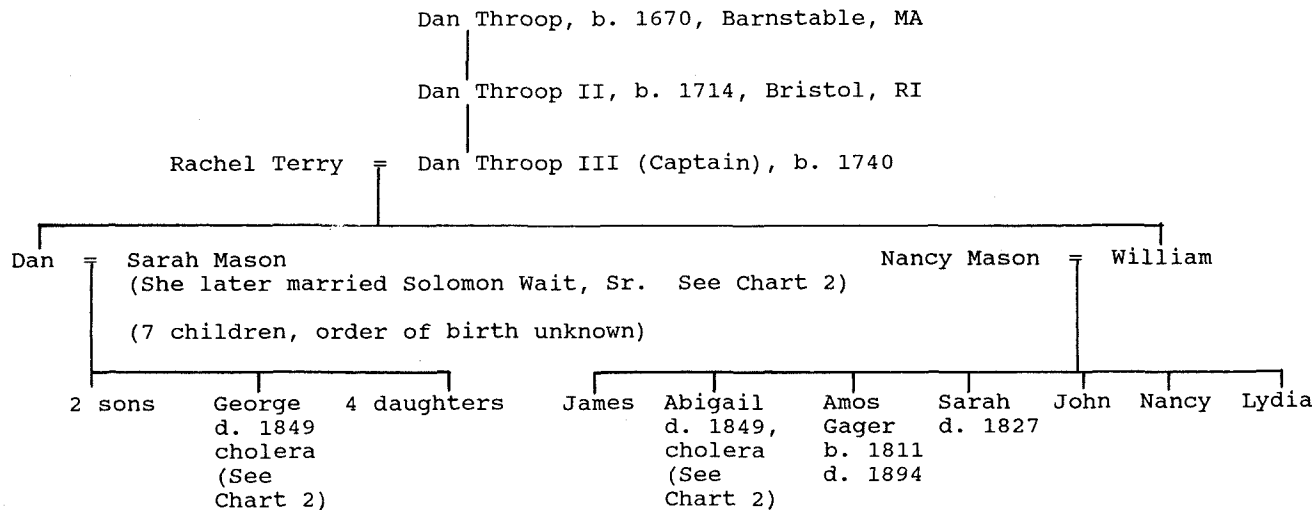 Dan Throop, b. 1670, Barnstable, MA
Dan Throop II, b. 1714, Bristol, RI
Rachel Terry = Dan Throop III (Captain), b. 1740
Dan = Sarah Mason
(She later married Solomon Wait, Sr. See Chart 2)
(7 children, order of birth unknown)
Nancy Mason = William
2 sons
George
d. 1849
cholera
(See
Chart 2)
4 daughters
James
Abigail
d. 1849,
cholera
(See
Chart 2)
Amos
Gager
b. 1811
d. 1894
Sarah
d. 1827
John
Nancy
Lydia